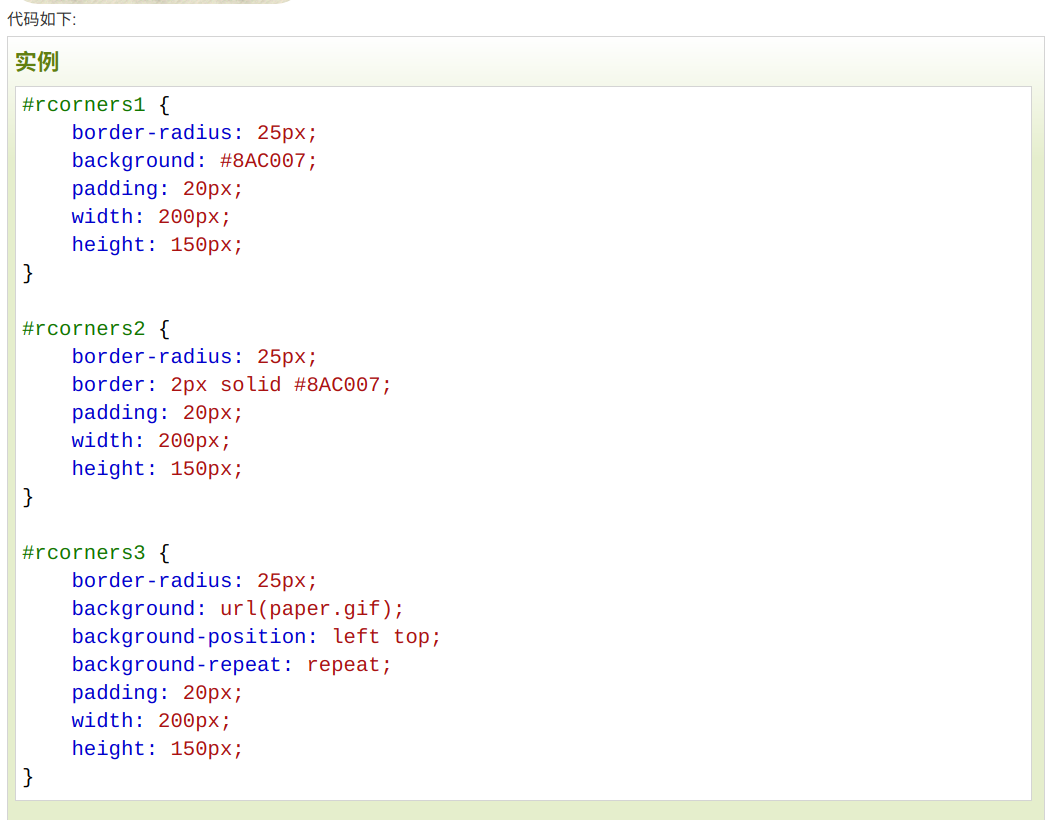 代码如下:
实例
#rcorners1 {
    border-radius: 25px;
    background: #8AC007;
    padding: 20px;
    width: 200px;
    height: 150px;
}

#rcorners2 {
    border-radius: 25px;
    border: 2px solid #8AC007;
    padding: 20px;
    width: 200px;
    height: 150px;
}

#rcorners3 {
    border-radius: 25px;
    background: url(paper.gif);
    background-position: left top;
    background-repeat: repeat;
    padding: 20px;
    width: 200px;
    height: 150px;
}